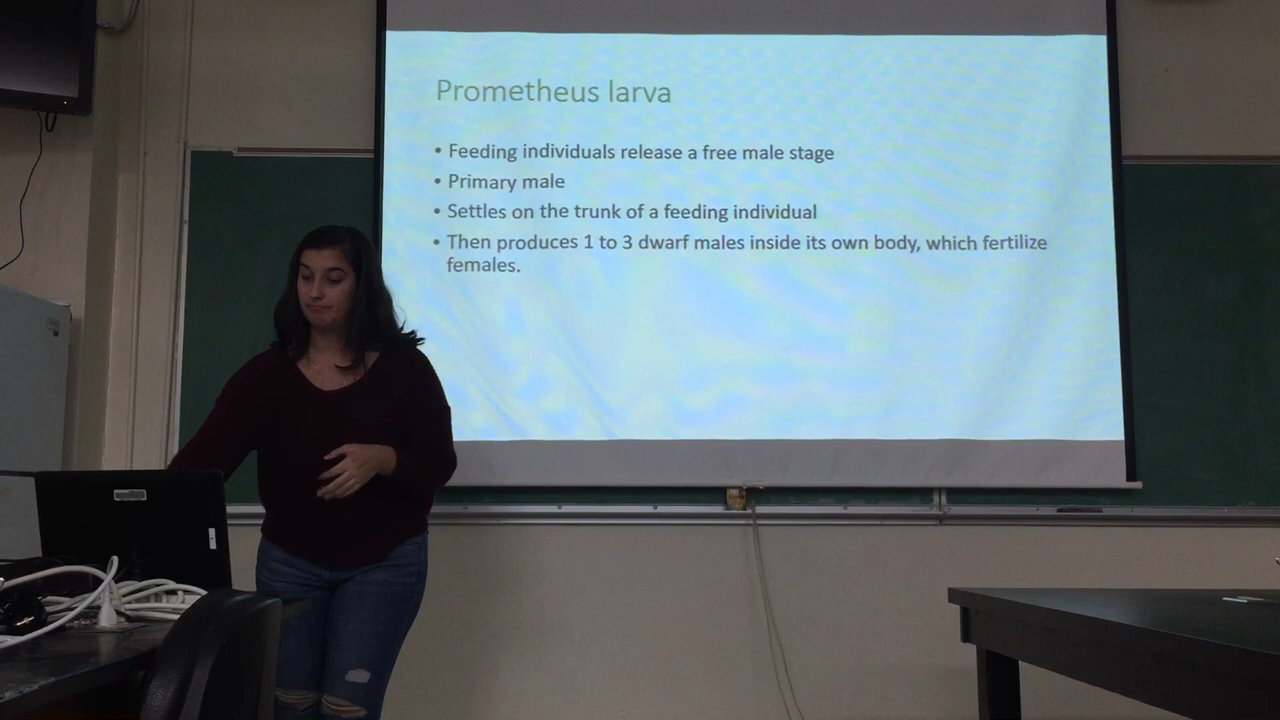 Prometheus larva
• Feeding individuals release a free male stage
• Primary male
• Settles on the trunk of a feeding individual
• Then produces 1 to 3 dwarf males inside its own body, which fertilize
females.